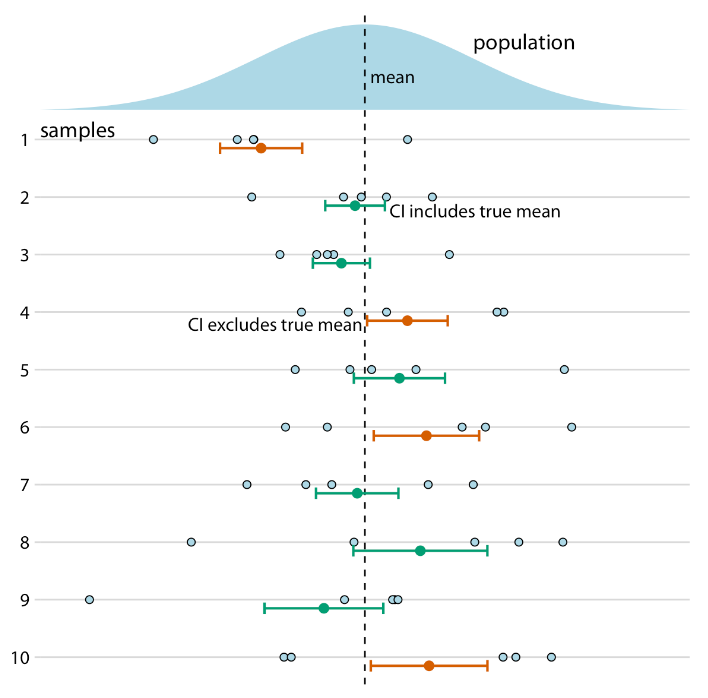 population
mean
samples
1
2
CI includes true mean
3
4
CI excludes true mean
5
6
7
8
9
10